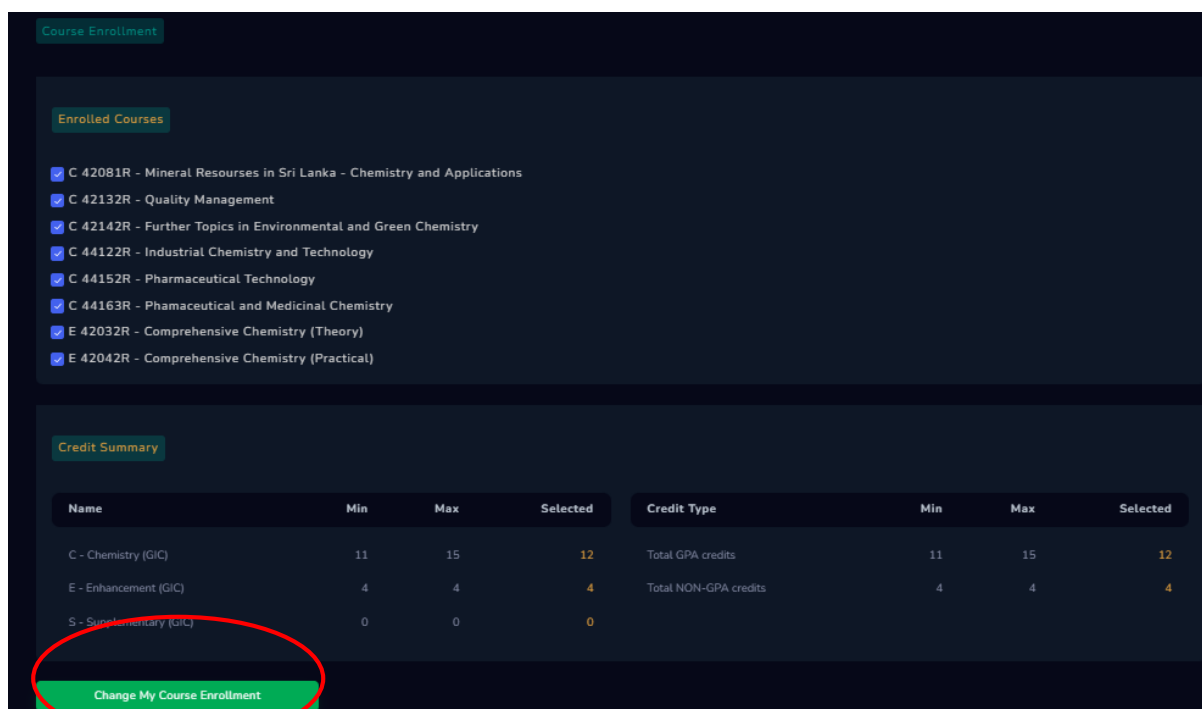 Course Enrollment
Enrolled Courses
C 42081R - Mineral Resourses in Sri Lanka - Chemistry and Applications
C 42132R - Quality Management
C 42142R - Further Topics in Environmental and Green Chemistry
C 44122R - Industrial Chemistry and Technology
C 44152R - Pharmaceutical Technology
C 44163R - Phamaceutical and Medicinal Chemistry
E 42032R - Comprehensive Chemistry (Theory)
E 42042R - Comprehensive Chemistry (Practical)
Credit Summary
Name Min Max Selected Credit Type Min Max Selected
C - Chemistry (GIC) 11 15 12 Total GPA credits 11 15 12
E - Enhancement (GIC) 4 4 4 Total NON-GPA credits 4 4 4
S - Supplementary (GIC) 0 0 0
Change My Course Enrollment